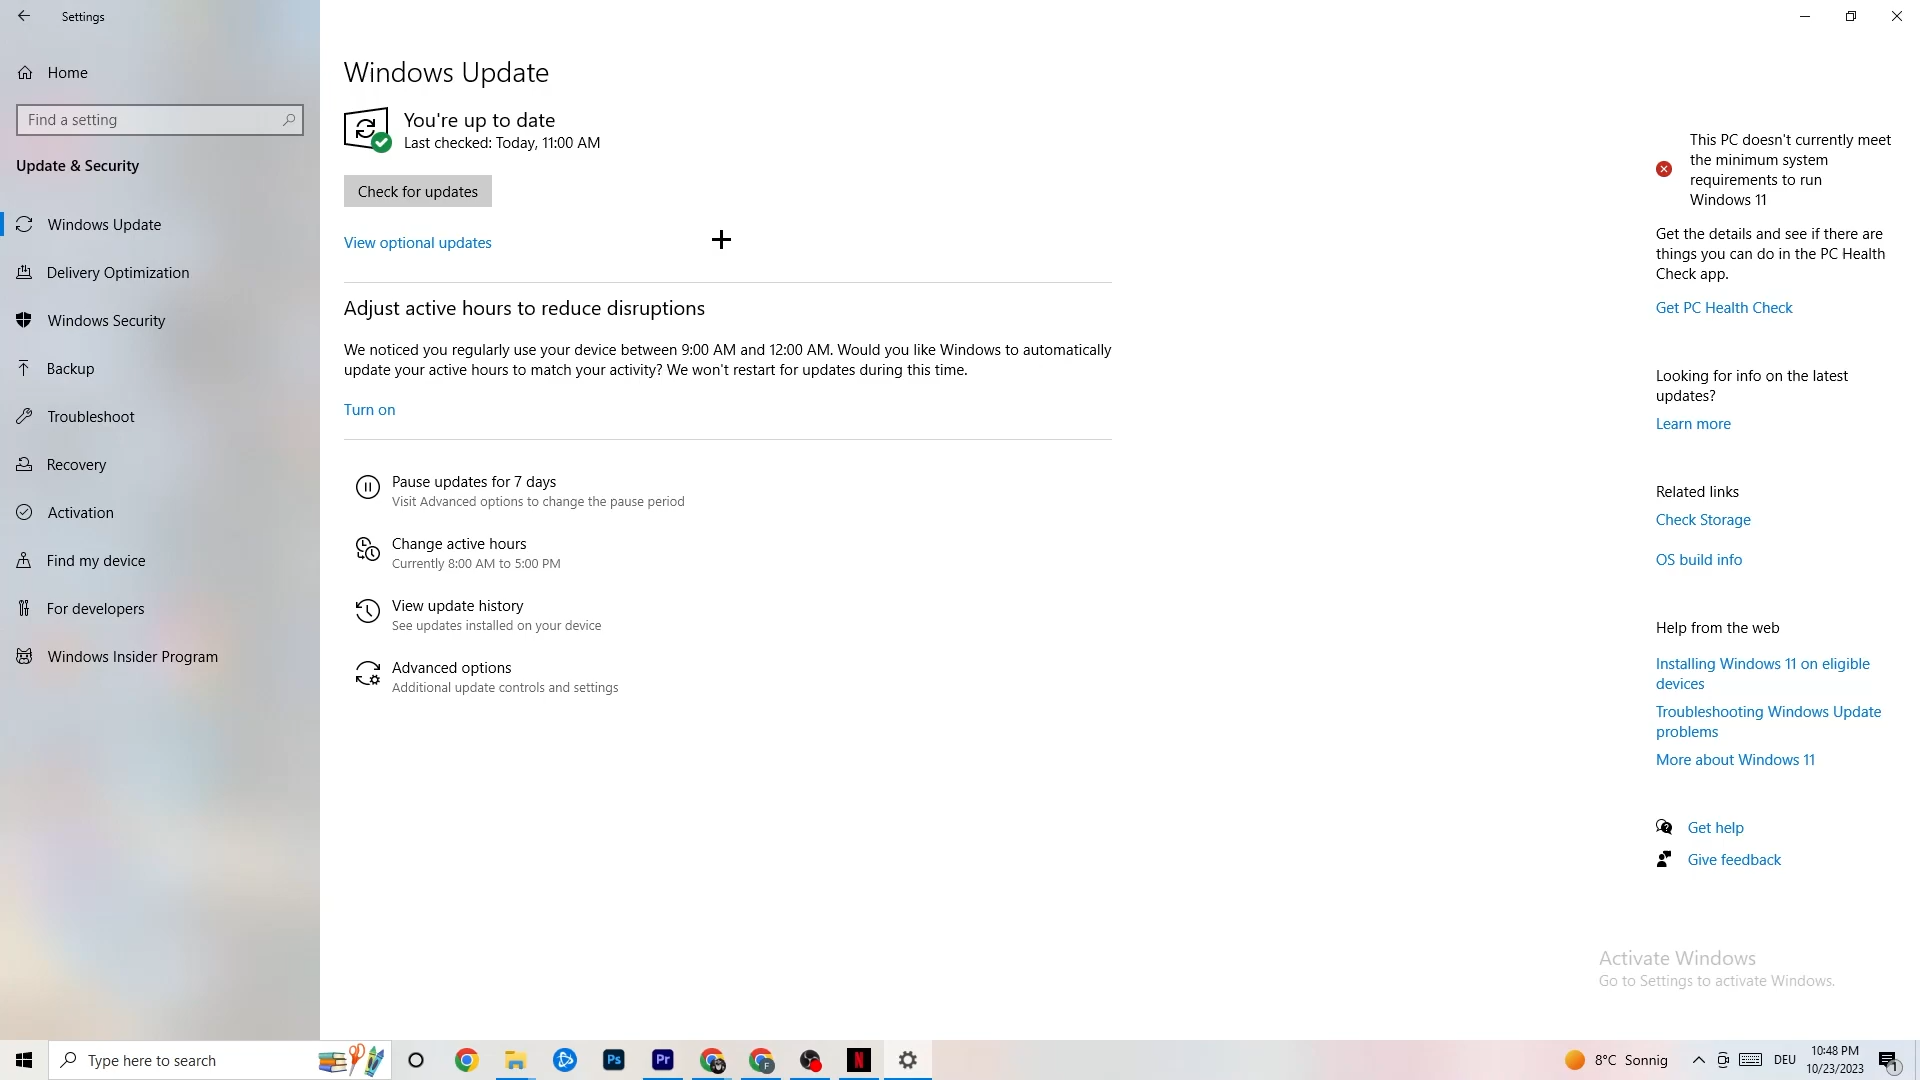 Settings
Home
Find a setting
Update & Security
Windows Update
Delivery Optimization
Windows Security
Backup
Troubleshoot
Recovery
Activation
Find my device
For developers
Windows Insider Program
Windows Update
You're up to date
Last checked: Today, 11:00 AM
Check for updates
View optional updates
Adjust active hours to reduce disruptions
We noticed you regularly use your device between 9:00 AM and 12:00 AM. Would you like Windows to automatically
update your active hours to match your activity? We won't restart for updates during this time.
Turn on
Pause updates for 7 days
Visit Advanced options to change the pause period
Change active hours
Currently 8:00 AM to 5:00 PM
View update history
See updates installed on your device
Advanced options
Additional update controls and settings
This PC doesn't currently meet
the minimum system
requirements to run
Windows 11
Get the details and see if there are
things you can do in the PC Health
Check app.
Get PC Health Check
Looking for info on the latest
updates?
Learn more
Related links
Check Storage
OS build info
Help from the web
Installing Windows 11 on eligible
devices
Troubleshooting Windows Update
problems
More about Windows 11
Get help
Give feedback
Activate Windows
Go to Settings to activate Windows.
Type here to search
Ps
Pr
F
N
8°C Sonnig
DEU
10:48 PM
10/23/2023
1